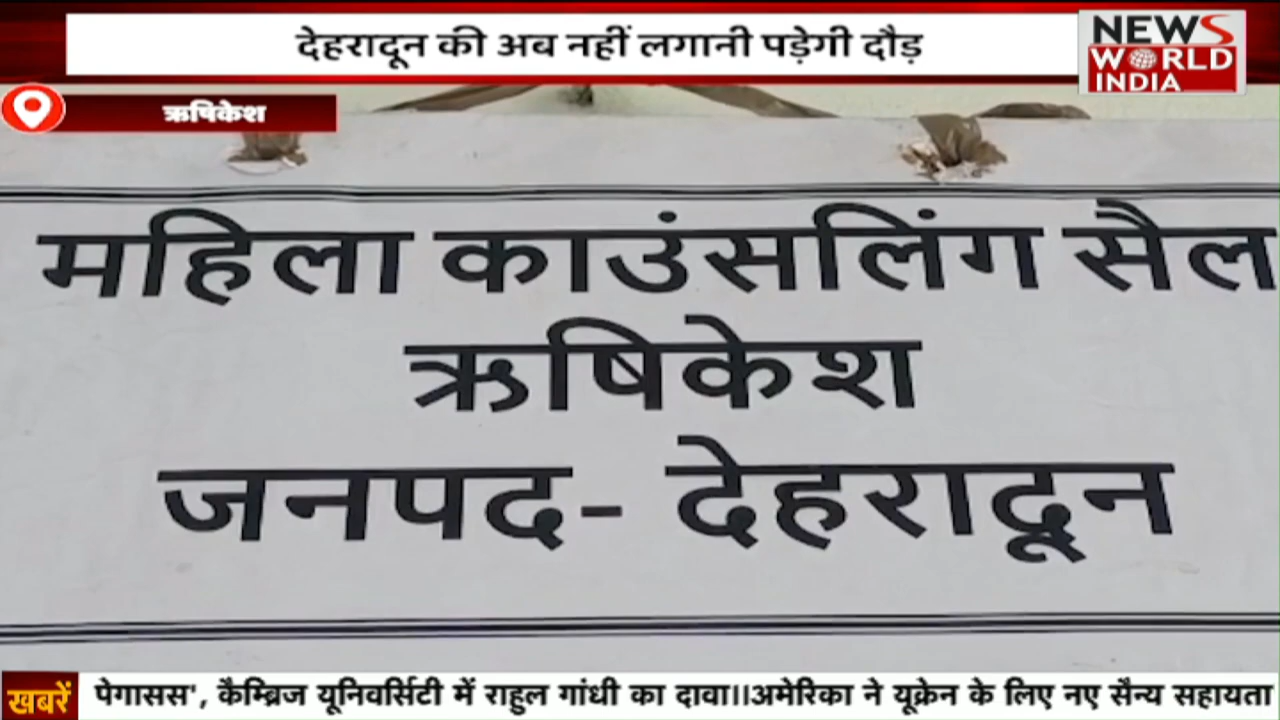 देहरादून की अब नहीं लगानी पड़ेगी दौड़
NEWS
WORLD
INDIA
ऋषिकेश
महिला काउंसलिंग सैल
ऋषिकेश
जनपद- देहरादून
खबरें
पेगासस', कैम्ब्रिज यूनिवर्सिटी में राहुल गांधी का दावा।।अमेरिका ने यूक्रेन के लिए नए सैन्य सहायता